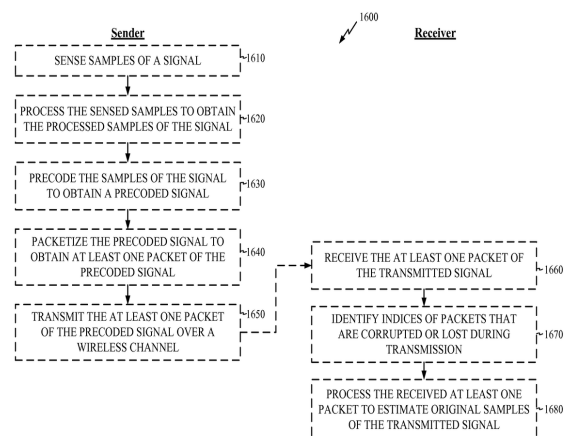 1600
Sender
Receiver
SENSE SAMPLES OF A SIGNAL
1610
PROCESS THE SENSED SAMPLES TO OBTAIN
THE PROCESSED SAMPLES OF THE SIGNAL
1620
PRECODE THE SAMPLES OF THE SIGNAL
TO OBTAIN A PRECODED SIGNAL
1630
PACKETIZE THE PRECODED SIGNAL TO
OBTAIN AT LEAST ONE PACKET OF THE
PRECODED SIGNAL
1640
TRANSMIT THE AT LEAST ONE PACKET
OF THE PRECODED SIGNAL OVER A
WIRELESS CHANNEL
1650
RECEIVE THE AT LEAST ONE PACKET OF
THE TRANSMITTED SIGNAL
1660
IDENTIFY INDICES OF PACKETS THAT
ARE CORRUPTED OR LOST DURING
TRANSMISSION
1670
PROCESS THE RECEIVED AT LEAST ONE
PACKET TO ESTIMATE ORIGINAL SAMPLES
OF THE TRANSMITTED SIGNAL
1680